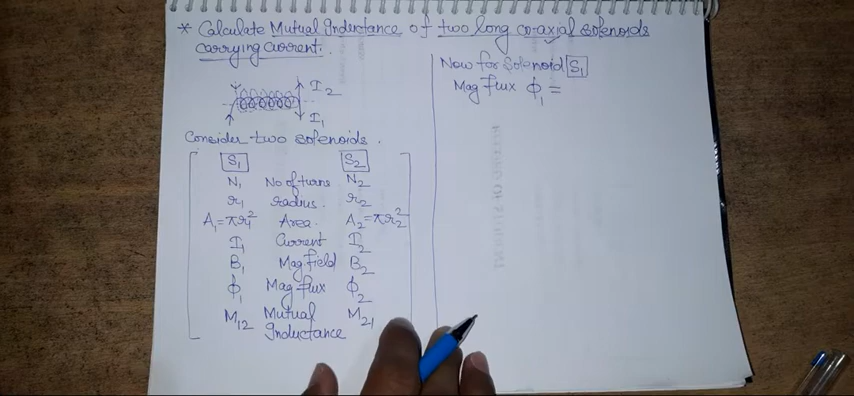 * Calculate Mutual Inductance of two long co-axial solenoids
carrying current.
I2
I1
Consider two solenoids.
S1 S2
N1 No of turns N2
r1 radius. r2
A1=πr1² Area. A2=πr2²
I1 Current I2
B1 Mag field B2
ϕ1 Mag flux ϕ2
M12 Mutual Inductance M21
Now for Solenoid S1
Mag flux ϕ1 =